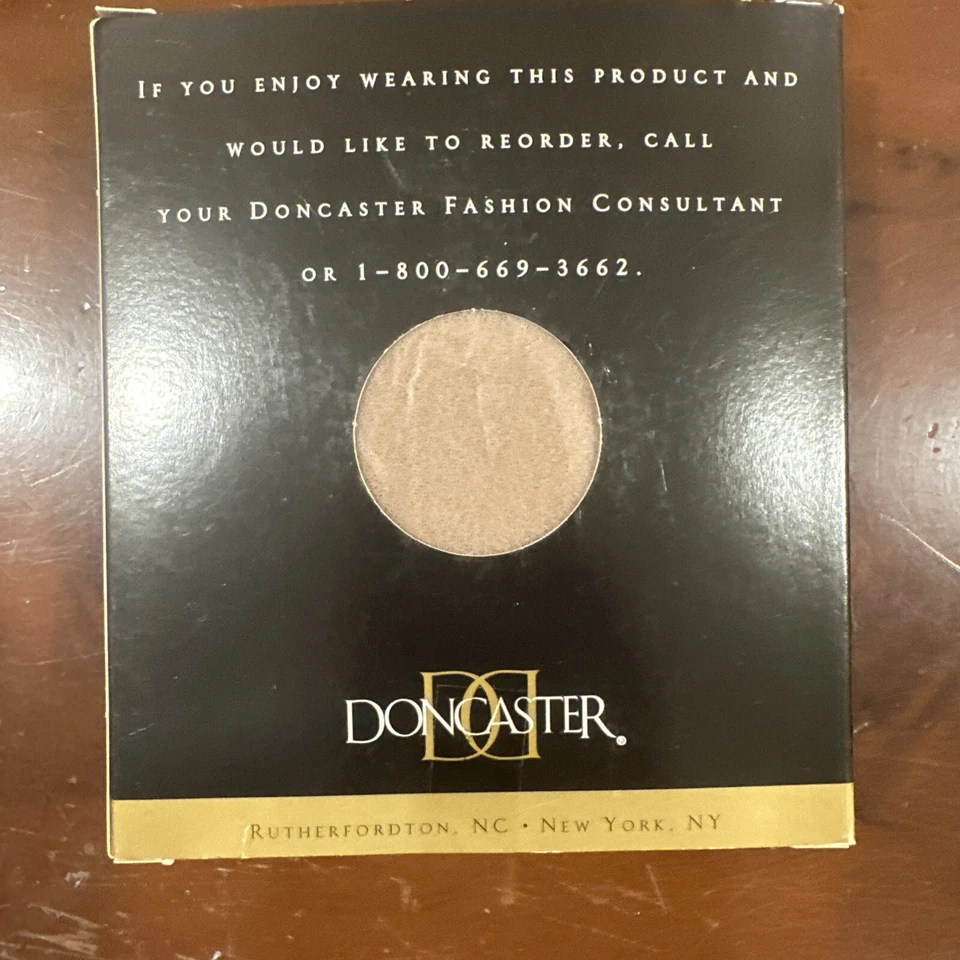 If you enjoy wearing this product and
would like to reorder, call
your Doncaster Fashion Consultant
or 1-800-669-3662.
DD
DONCASTER®
Rutherfordton, NC • New York, NY